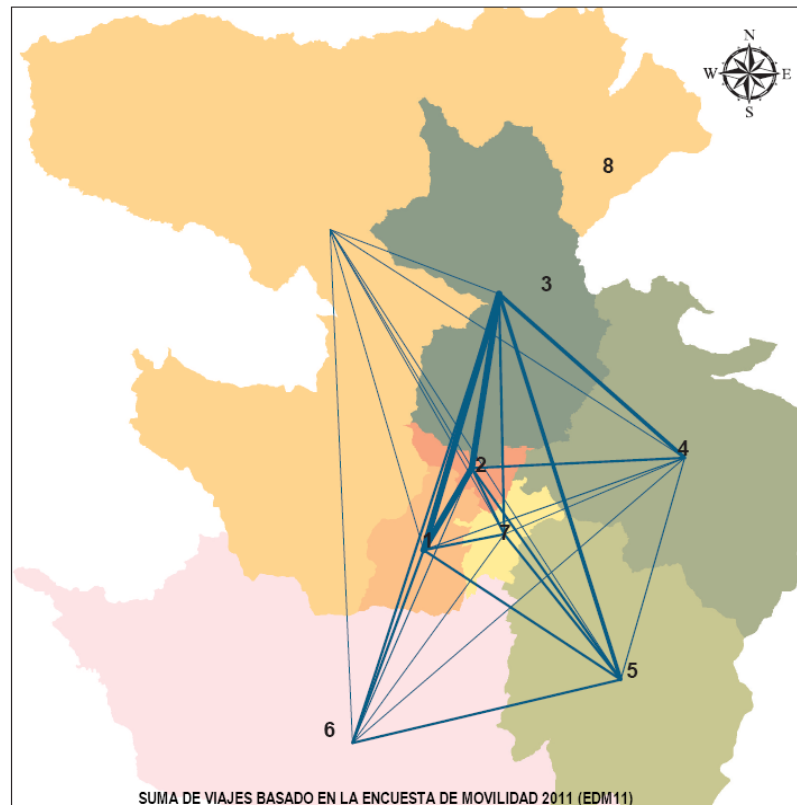 N
W E
S
8
3
4
2
7
1
5
6
SUMA DE VIAJES BASADO EN LA ENCUESTA DE MOVILIDAD 2011 (EDM11)